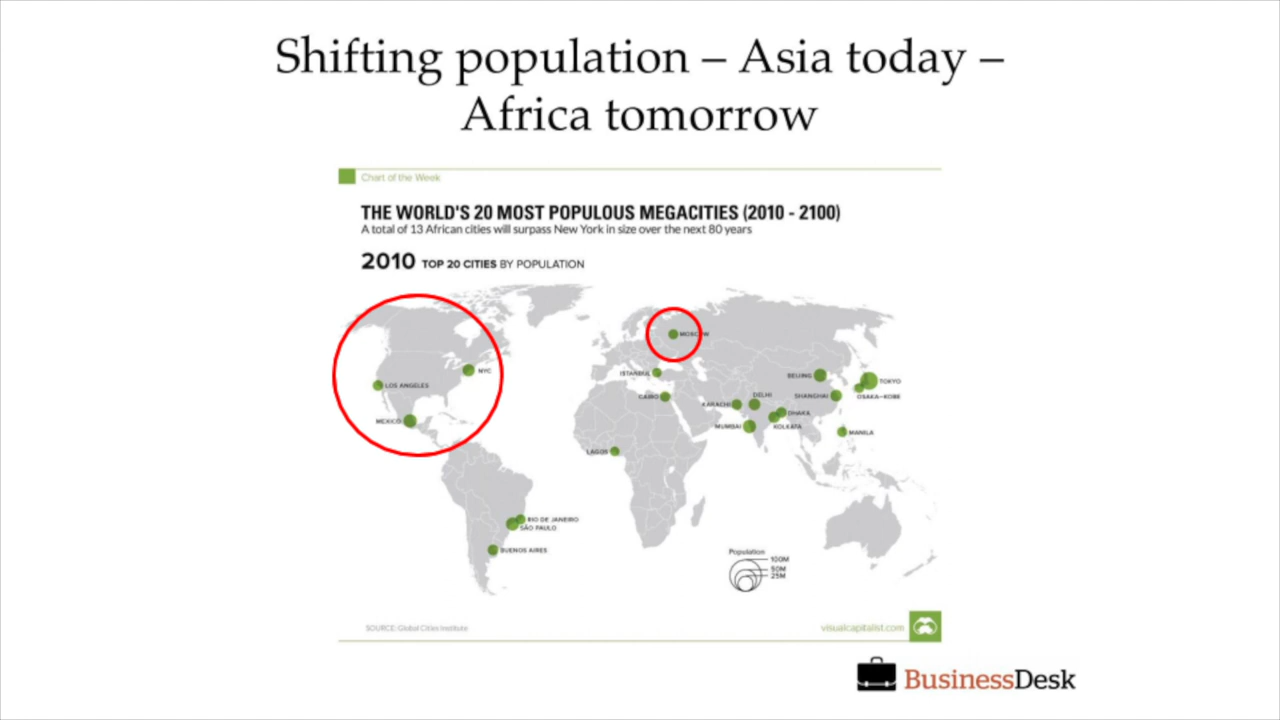 Shifting population – Asia today –
Africa tomorrow
Chart of the Week
THE WORLD'S 20 MOST POPULOUS MEGACITIES (2010 - 2100)
A total of 13 African cities will surpass New York in size over the next 80 years
2010 TOP 20 CITIES BY POPULATION
MOSCOW
NYC
ISTANBUL
BEIJING
TOKYO
LOS ANGELES
CAIRO
DELHI
SHANGHAI
OSAKA–KOBE
KARACHI
DHAKA
MEXICO
MUMBAI
KOLKATA
MANILA
LAGOS
RIO DE JANEIRO
SÃO PAULO
BUENOS AIRES
Population
100M
50M
25M
SOURCE: Global Cities Institute
visualcapitalist.com
BusinessDesk